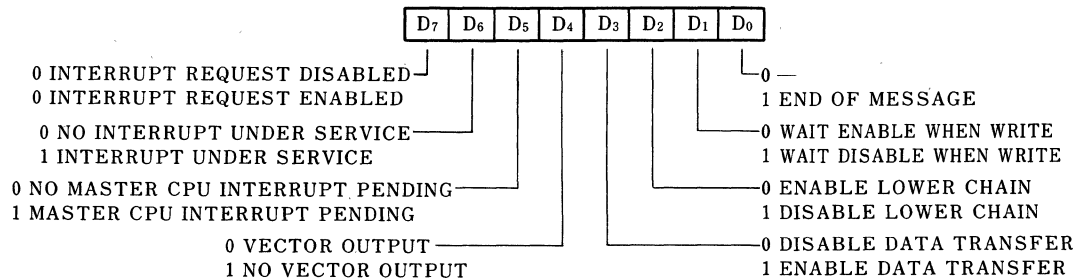 D7 D6 D5 D4 D3 D2 D1 D0
0 INTERRUPT REQUEST DISABLED
0 INTERRUPT REQUEST ENABLED
0 NO INTERRUPT UNDER SERVICE
1 INTERRUPT UNDER SERVICE
0 NO MASTER CPU INTERRUPT PENDING
1 MASTER CPU INTERRUPT PENDING
0 VECTOR OUTPUT
1 NO VECTOR OUTPUT
0 —
1 END OF MESSAGE
0 WAIT ENABLE WHEN WRITE
1 WAIT DISABLE WHEN WRITE
0 ENABLE LOWER CHAIN
1 DISABLE LOWER CHAIN
0 DISABLE DATA TRANSFER
1 ENABLE DATA TRANSFER